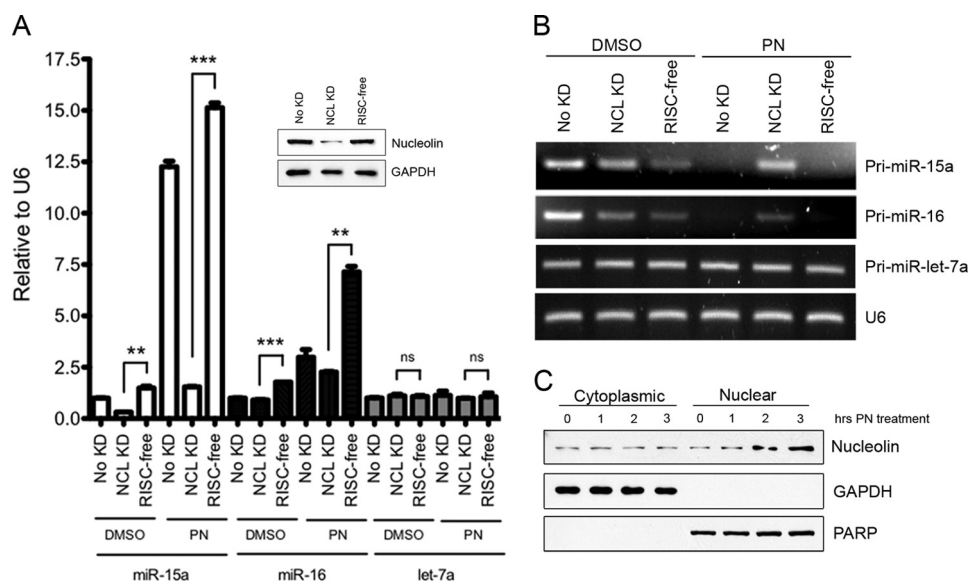 A
Relative to U6
17.5
15.0
12.5
10.0
7.5
5.0
2.5
0.0
**
***
***
**
ns
ns
No KD
NCL KD
RISC-free
Nucleolin
GAPDH
No KD
NCL KD
RISC-free
No KD
NCL KD
RISC-free
No KD
NCL KD
RISC-free
No KD
NCL KD
RISC-free
No KD
NCL KD
RISC-free
No KD
NCL KD
RISC-free
DMSO PN DMSO PN DMSO PN
miR-15a miR-16 let-7a
B
DMSO PN
No KD
NCL KD
RISC-free
No KD
NCL KD
RISC-free
Pri-miR-15a
Pri-miR-16
Pri-miR-let-7a
U6
C
Cytoplasmic Nuclear
0 1 2 3 0 1 2 3 hrs PN treatment
Nucleolin
GAPDH
PARP